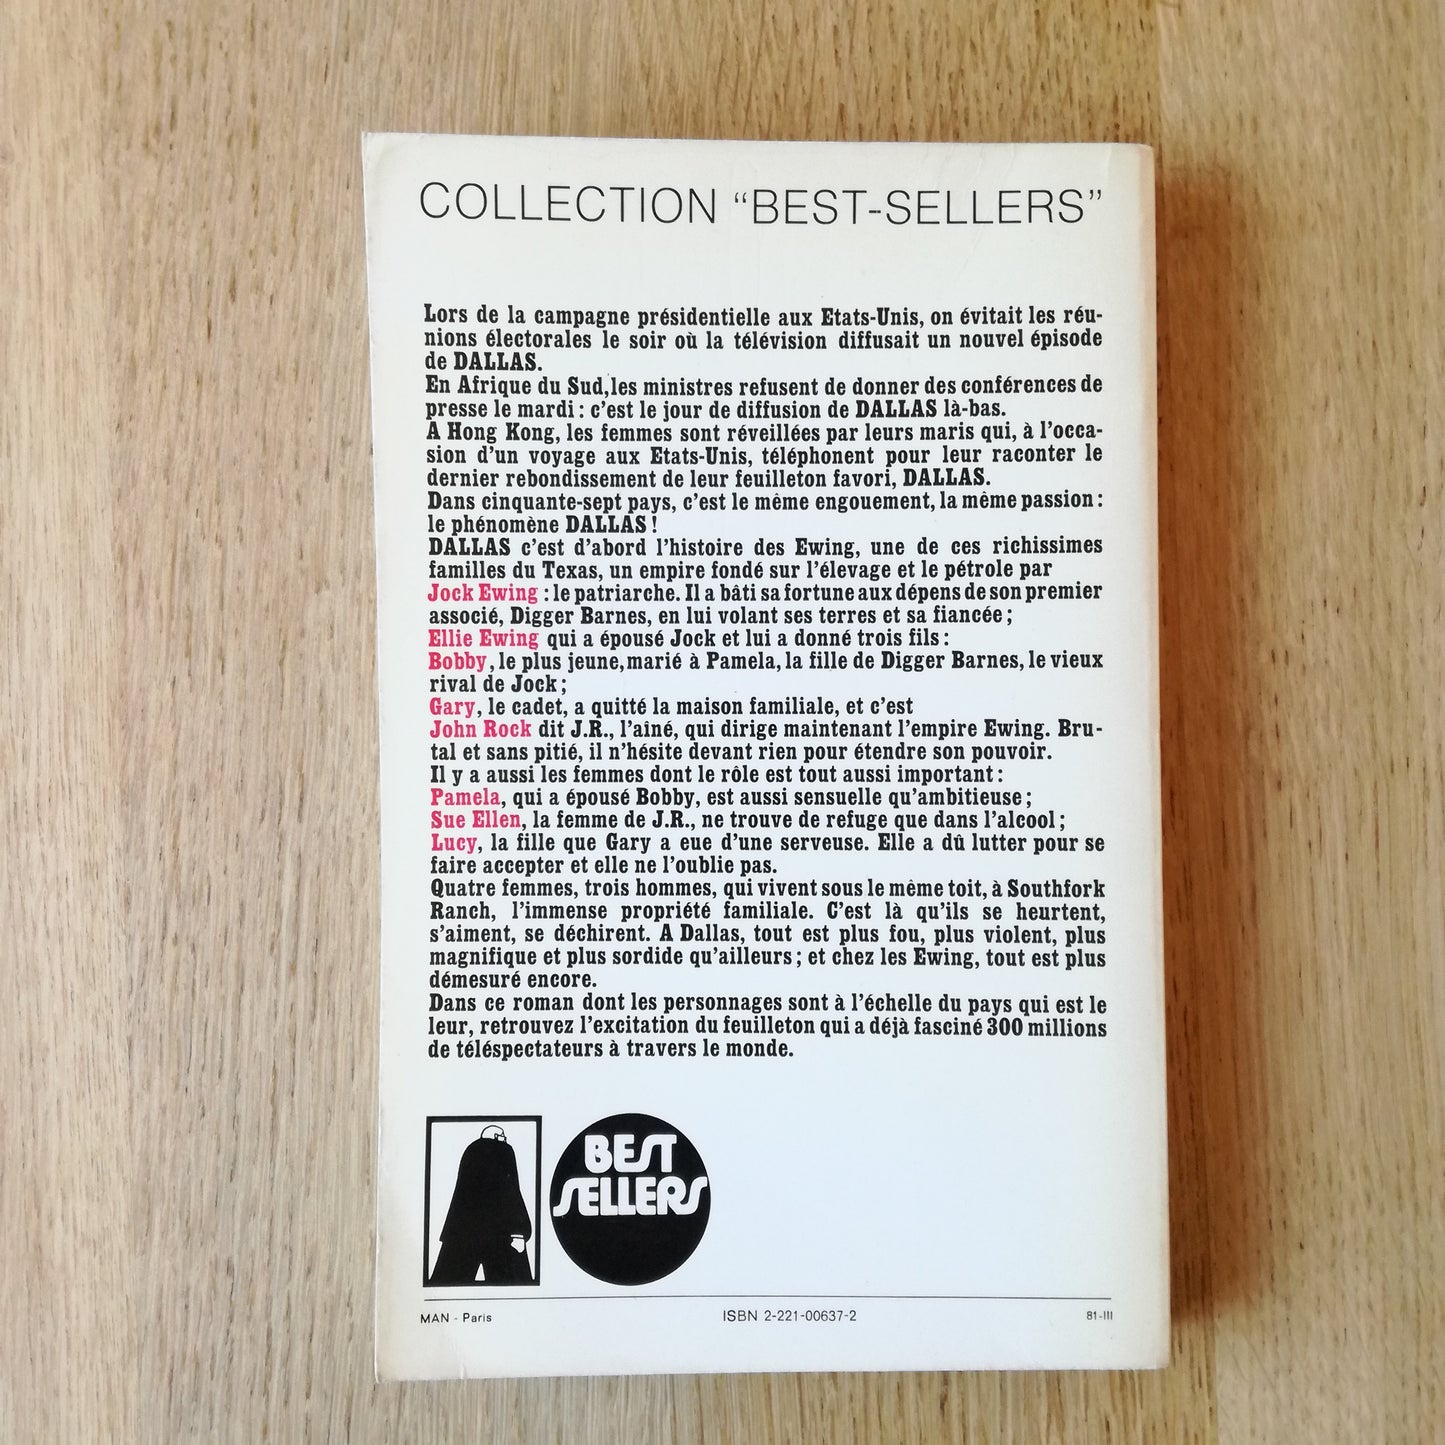 COLLECTION “BEST-SELLERS”
Lors de la campagne présidentielle aux Etats-Unis, on évitait les réu-
nions électorales le soir où la télévision diffusait un nouvel épisode
de DALLAS.
En Afrique du Sud, les ministres refusent de donner des conférences de
presse le mardi : c'est le jour de diffusion de DALLAS là-bas.
A Hong Kong, les femmes sont réveillées par leurs maris qui, à l'occa-
sion d'un voyage aux Etats-Unis, téléphonent pour leur raconter le
dernier rebondissement de leur feuilleton favori, DALLAS.
Dans cinquante-sept pays, c'est le même engouement, la même passion :
le phénomène DALLAS !
DALLAS c'est d'abord l'histoire des Ewing, une de ces richissimes
familles du Texas, un empire fondé sur l'élevage et le pétrole par
Jock Ewing : le patriarche. Il a bâti sa fortune aux dépens de son premier
associé, Digger Barnes, en lui volant ses terres et sa fiancée ;
Ellie Ewing qui a épousé Jock et lui a donné trois fils :
Bobby, le plus jeune, marié à Pamela, la fille de Digger Barnes, le vieux
rival de Jock ;
Gary, le cadet, a quitté la maison familiale, et c'est
John Rock dit J.R., l'aîné, qui dirige maintenant l'empire Ewing. Bru-
tal et sans pitié, il n'hésite devant rien pour étendre son pouvoir.
Il y a aussi les femmes dont le rôle est tout aussi important :
Pamela, qui a épousé Bobby, est aussi sensuelle qu'ambitieuse ;
Sue Ellen, la femme de J.R., ne trouve de refuge que dans l'alcool ;
Lucy, la fille que Gary a eue d'une serveuse. Elle a dû lutter pour se
faire accepter et elle ne l'oublie pas.
Quatre femmes, trois hommes, qui vivent sous le même toit, à Southfork
Ranch, l'immense propriété familiale. C'est là qu'ils se heurtent,
s'aiment, se déchirent. A Dallas, tout est plus fou, plus violent, plus
magnifique et plus sordide qu'ailleurs ; et chez les Ewing, tout est plus
démesuré encore.
Dans ce roman dont les personnages sont à l'échelle du pays qui est le
leur, retrouvez l'excitation du feuilleton qui a déjà fasciné 300 millions
de téléspectateurs à travers le monde.
BEST
SELLERS
MAN - Paris
ISBN 2-221-00637-2
81-III